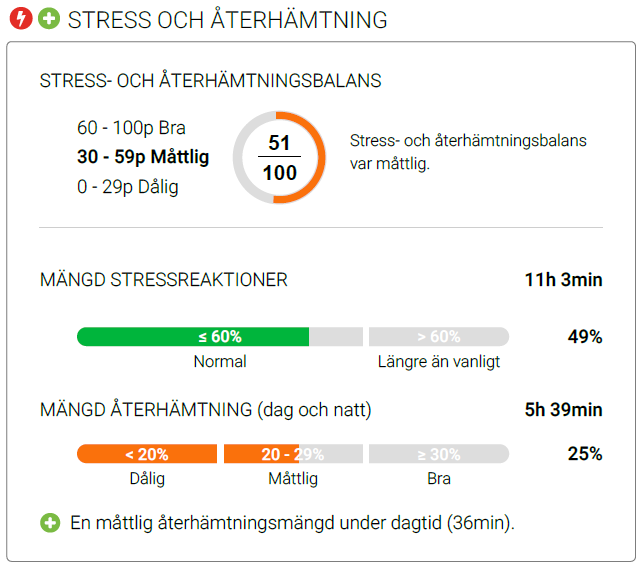 STRESS OCH ÅTERHÄMTNING
STRESS- OCH ÅTERHÄMTNINGSBALANS
60 - 100p Bra
30 - 59p Måttlig
0 - 29p Dålig
51
100
Stress- och återhämtningsbalans
var måttlig.
MÄNGD STRESSREAKTIONER
11h 3min
≤ 60%
> 60%
49%
Normal
Längre än vanligt
MÄNGD ÅTERHÄMTNING (dag och natt)
5h 39min
< 20%
20 - 29%
≥ 30%
25%
Dålig
Måttlig
Bra
En måttlig återhämtningsmängd under dagtid (36min).